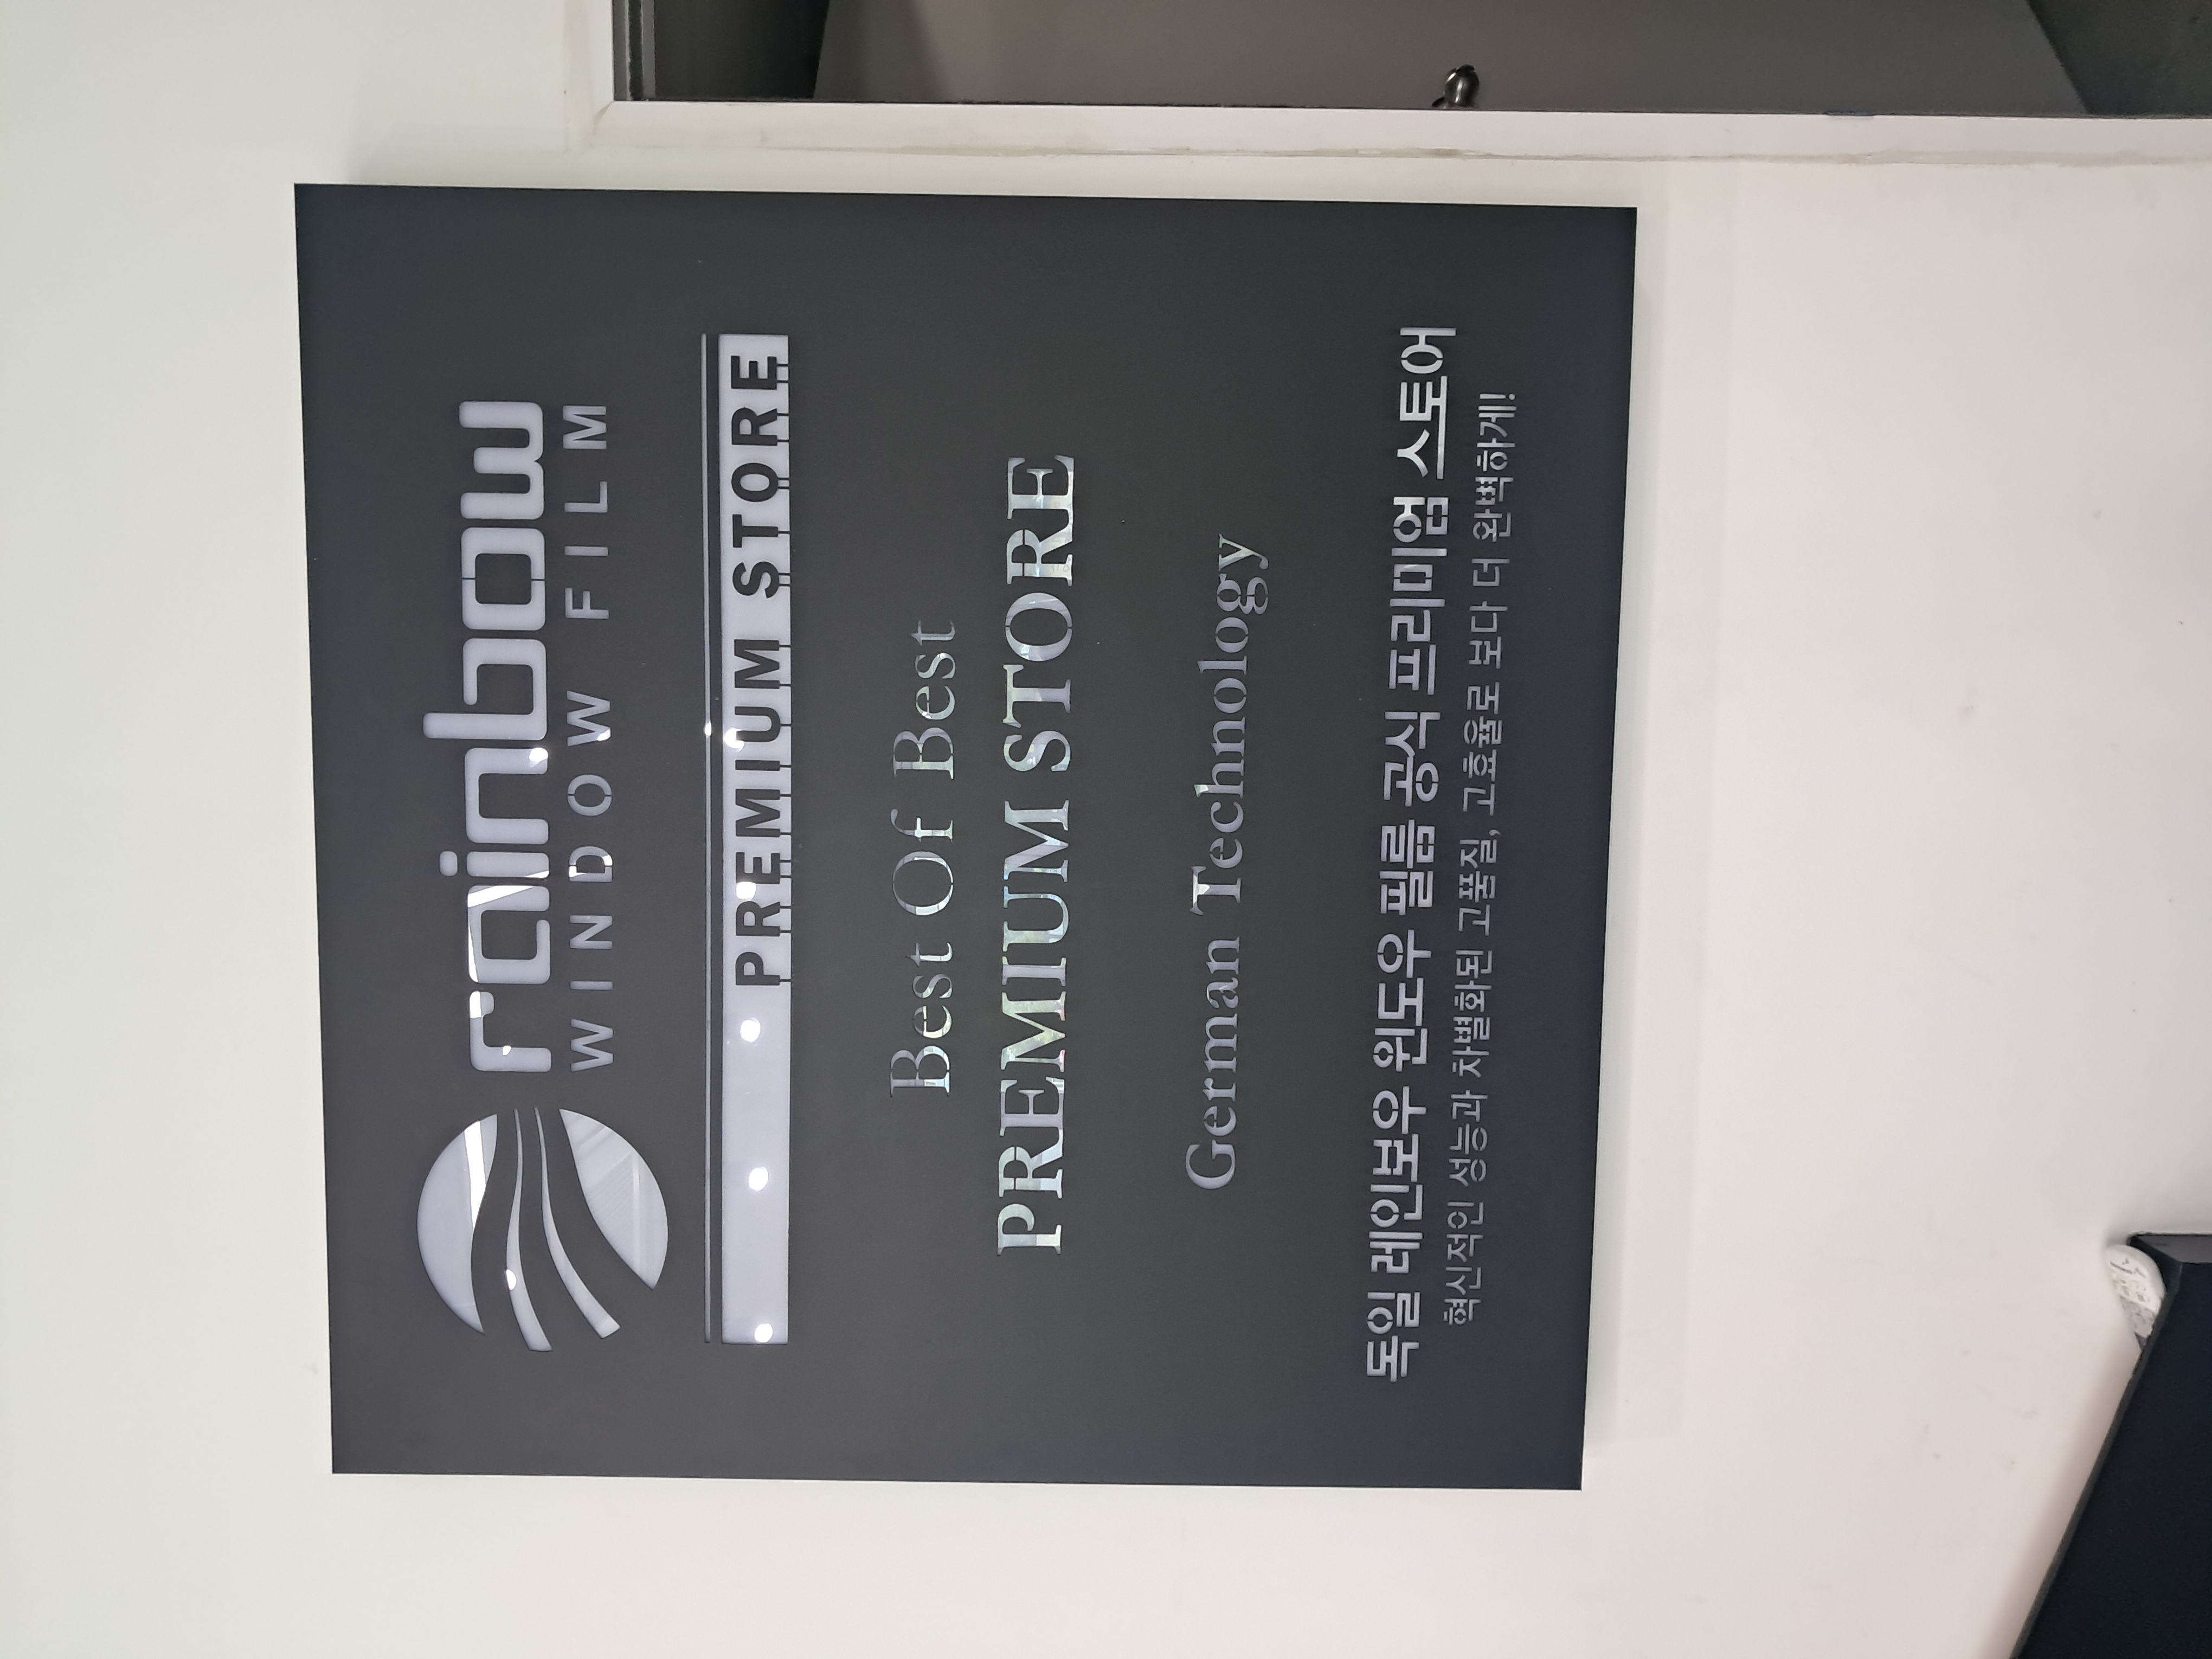 rainbow
WINDOW FILM
PREMIUM STORE
Best Of Best
PREMIUM STORE
German Technology
독일 레인보우 윈도우 필름 공식 프리미엄 스토어
혁신적인 성능과 차별화된 고품질, 고효율로 보다 더 완벽하게!